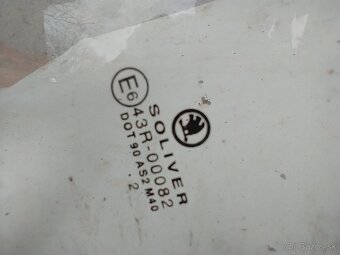 SOLIVER
E6 43R-00082
DOT 90 AS2 M40
.2